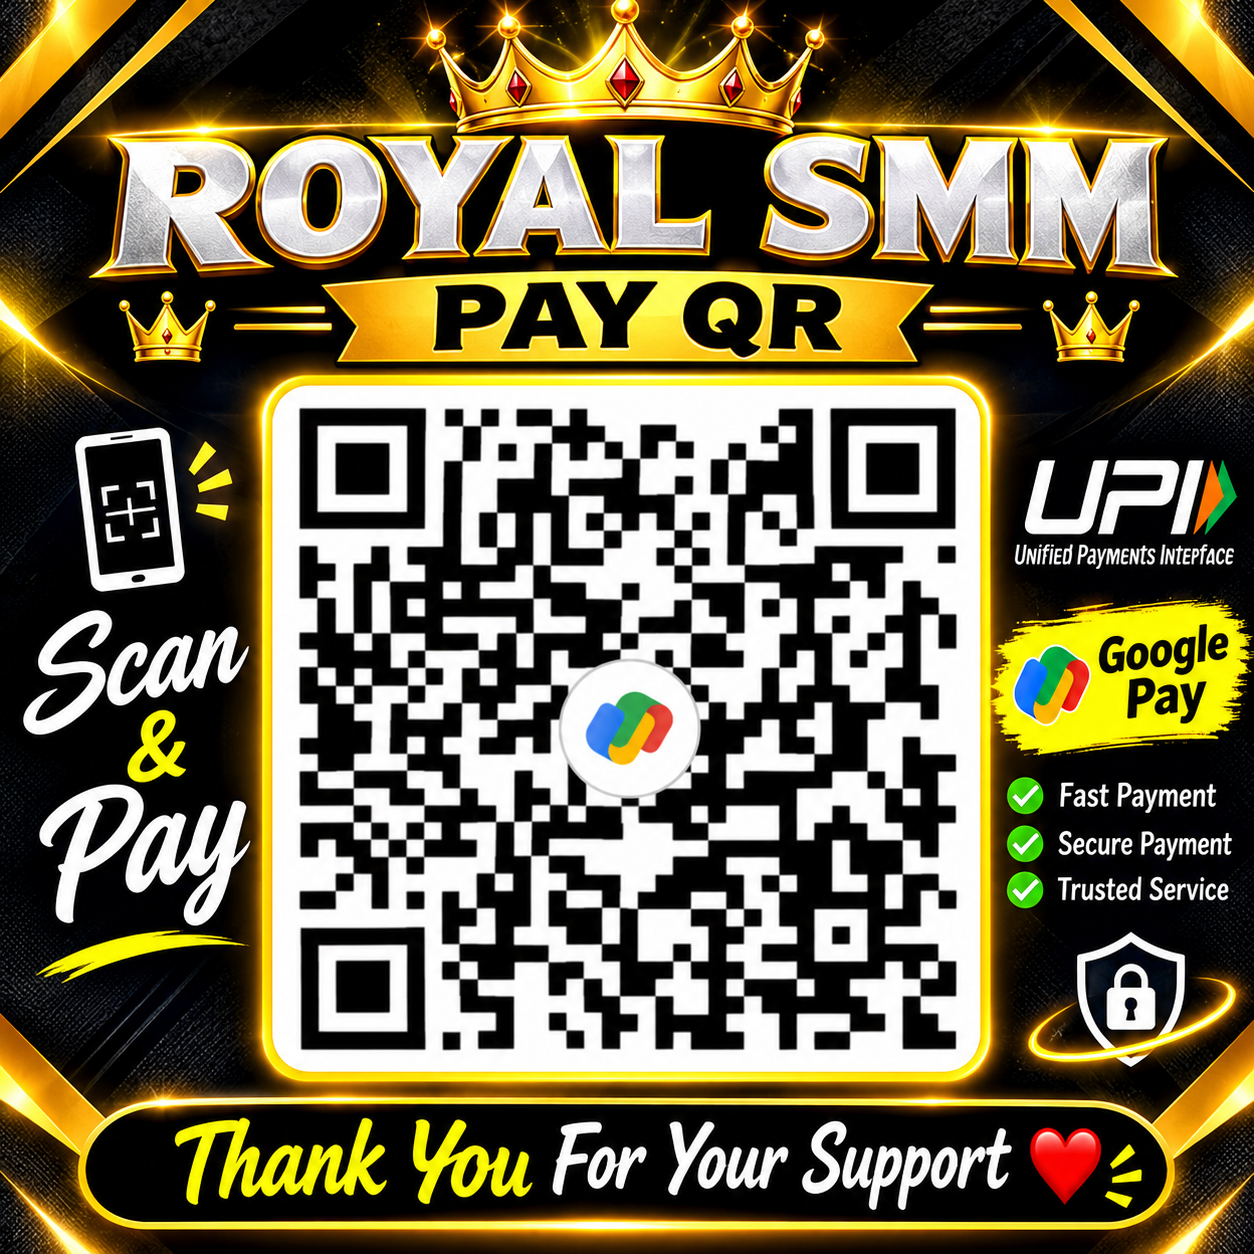 ROYAL SMM
PAY QR
Scan
&
Pay
UPI
Unified Payments Interface
Google
Pay
Fast Payment
Secure Payment
Trusted Service
Thank You For Your Support